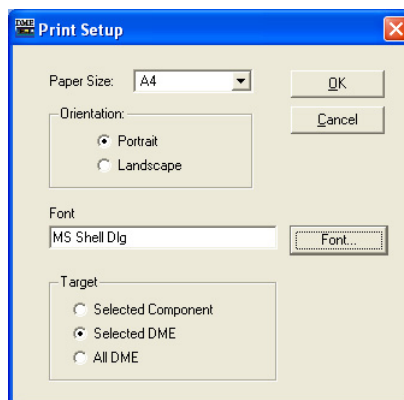 DME
Print Setup
Paper Size: A4
OK
Orientation:
Portrait
Cancel
Landscape
Font
MS Shell Dlg
Font...
Target
Selected Component
Selected DME
All DME